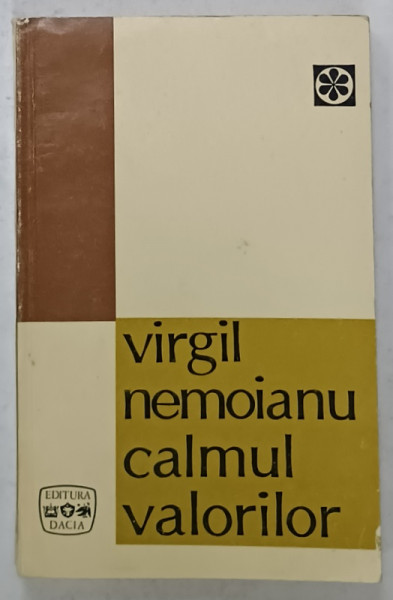 virgil
nemoianu
calmul
valorilor
EDITURA
DACIA